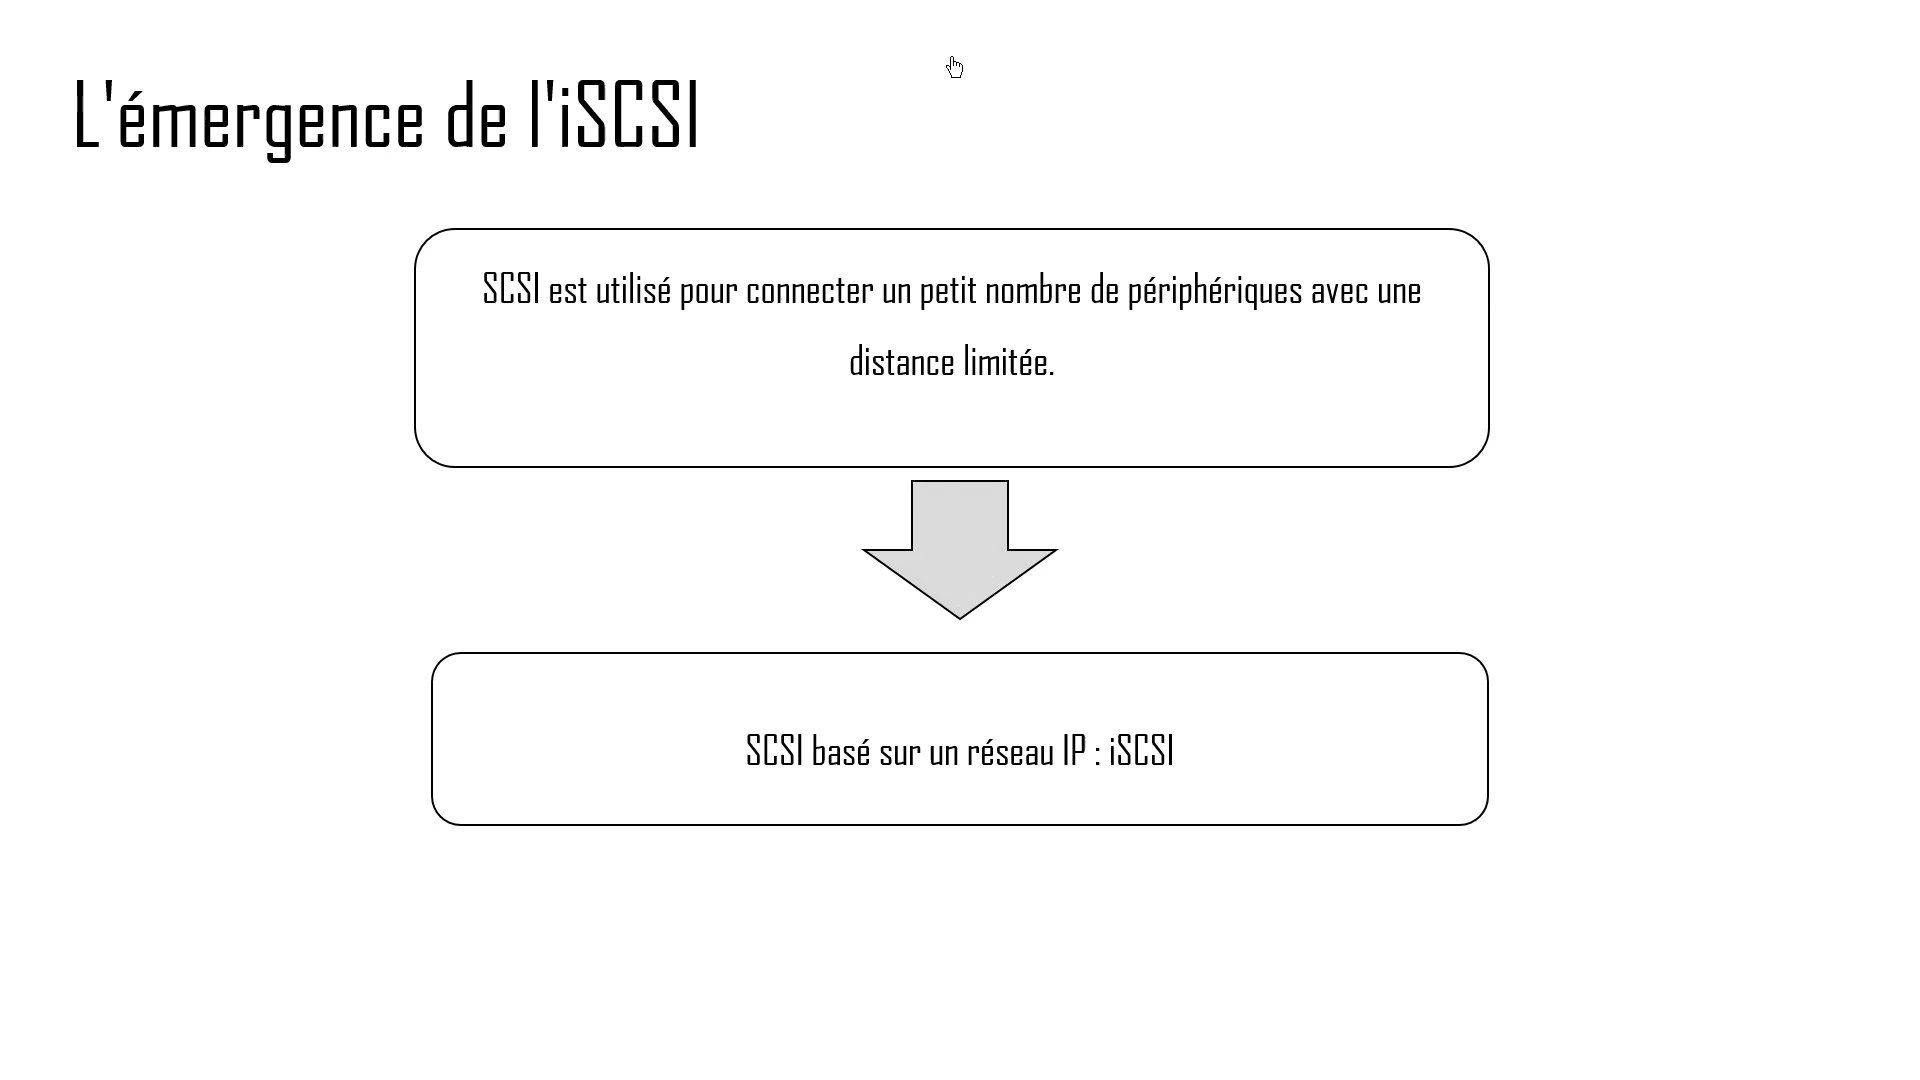 L'émergence de l'iSCSI
SCSI est utilisé pour connecter un petit nombre de périphériques avec une
distance limitée.
SCSI basé sur un réseau IP : iSCSI